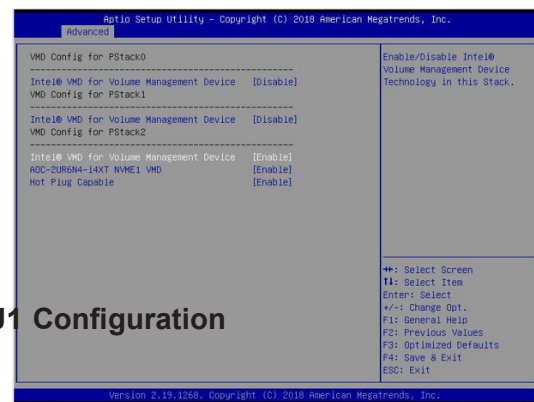 Aptio Setup Utility – Copyright (C) 2018 American Megatrends, Inc.
Advanced
VMD Config for PStack0
Intel® VMD for Volume Management Device [Disable]
VMD Config for PStack1
Intel® VMD for Volume Management Device [Disable]
VMD Config for PStack2
Intel® VMD for Volume Management Device [Enable]
AOC-2UR6N4-i4XT NVME1 VMD [Enable]
Hot Plug Capable [Enable]
Enable/Disable Intel®
Volume Management Device
Technology in this Stack.
1 Configuration
→←: Select Screen
↑↓: Select Item
Enter: Select
+/-: Change Opt.
F1: General Help
F2: Previous Values
F3: Optimized Defaults
F4: Save & Exit
ESC: Exit
Version 2.19.1268. Copyright (C) 2018 American Megatrends, Inc.